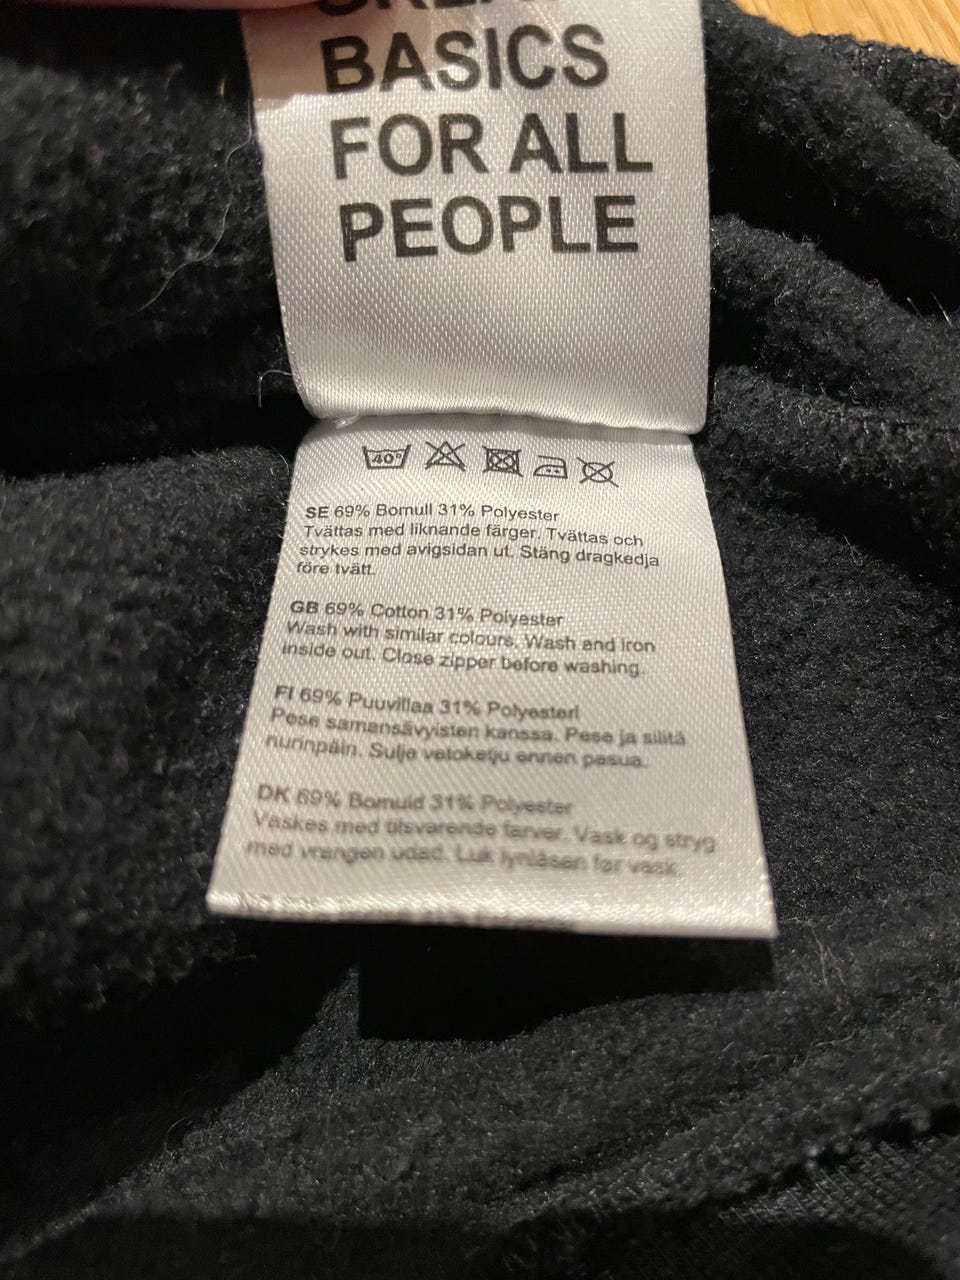 BASICS
FOR ALL
PEOPLE
40°
SE 69% Bomull 31% Polyester
Tvättas med liknande färger. Tvättas och
strykes med avigsidan ut. Stäng dragkedja
före tvätt.
GB 69% Cotton 31% Polyester
Wash with similar colours. Wash and iron
inside out. Close zipper before washing.
FI 69% Puuvillaa 31% Polyesteri
Pese samansävyisten kanssa. Pese ja silitä
nurinpäin. Sulje vetoketju ennen pesua.
DK 69% Bomuld 31% Polyester
Vaskes med tilsvarende farver. Vask og stryg
med vrangen udad. Luk lynlåsen før vask.